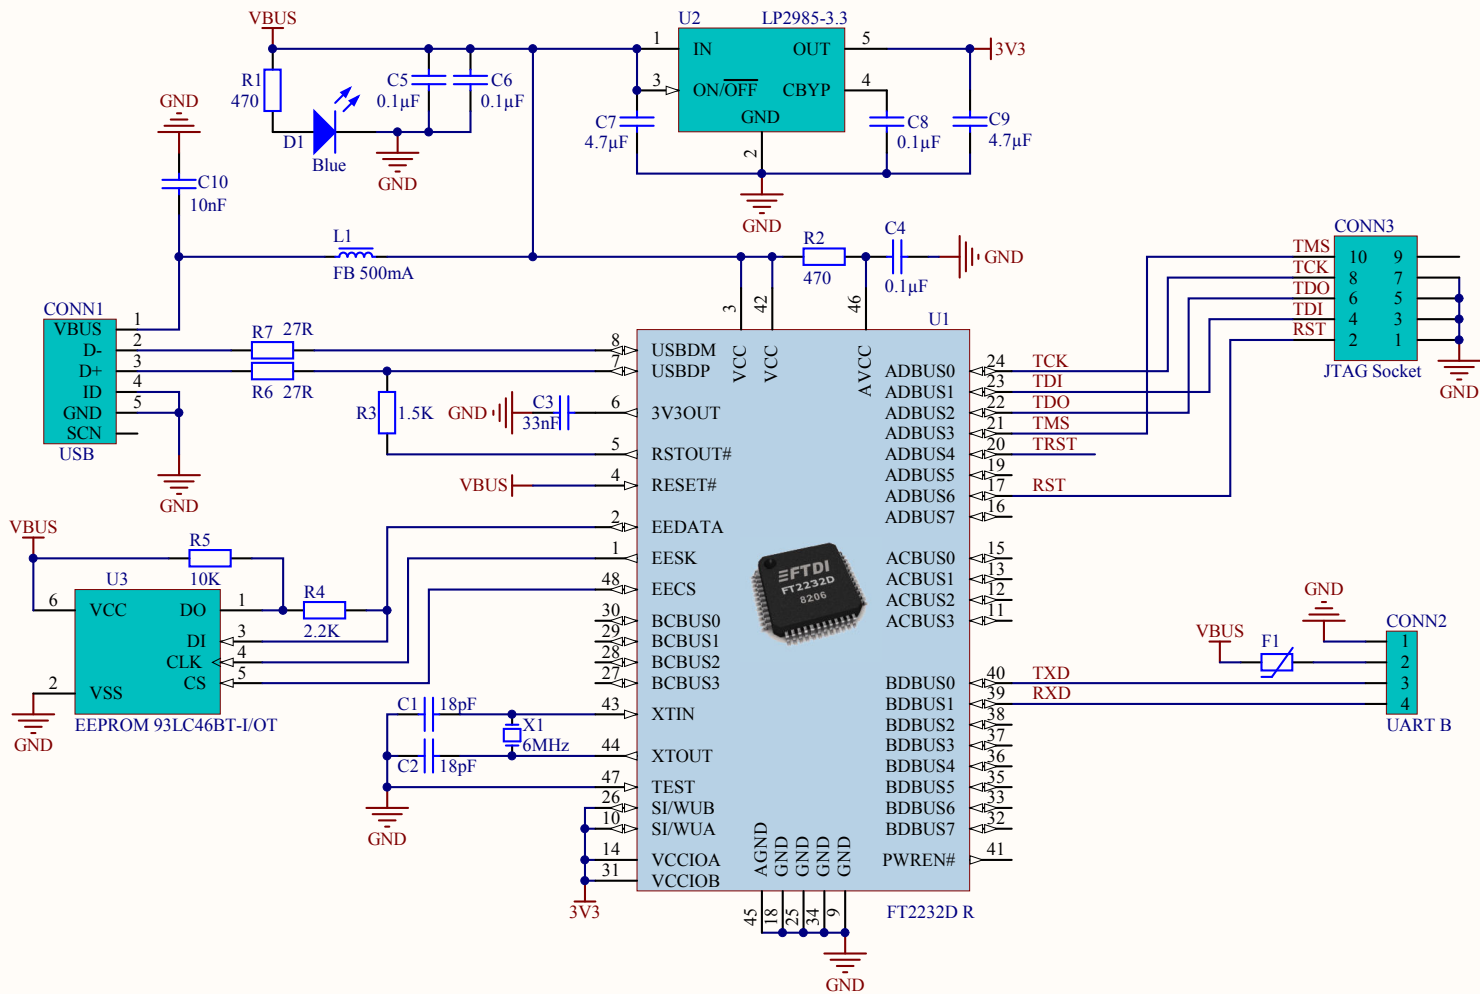 VBUS
R1
470
D1
Blue
C5
0.1µF
C6
0.1µF
GND
GND
C10
10nF
U2
LP2985-3.3
1
IN
OUT
5
3V3
3
ON/OFF
CBYP
4
GND
2
C7
4.7µF
C8
0.1µF
C9
4.7µF
GND
L1
FB 500mA
R2
470
C4
0.1µF
GND
CONN3
TMS
10
9
TCK
8
7
TDO
6
5
TDI
4
3
RST
2
1
JTAG Socket
GND
CONN1
VBUS
1
D-
2
D+
3
ID
4
GND
5
SCN
USB
GND
R7
27R
R6
27R
R3
1.5K
GND
C3
33nF
VBUS
3
42
46
U1
VCC
VCC
AVCC
8
USBDM
7
USBDP
6
3V3OUT
5
RSTOUT#
4
RESET#
2
EEDATA
1
EESK
48
EECS
30
BCBUS0
29
BCBUS1
28
BCBUS2
27
BCBUS3
43
XTIN
44
XTOUT
47
TEST
26
SI/WUB
10
SI/WUA
14
VCCIOA
31
VCCIOB
3V3
ADBUS0
24
TCK
ADBUS1
23
TDI
ADBUS2
22
TDO
ADBUS3
21
TMS
ADBUS4
20
TRST
ADBUS5
19
ADBUS6
17
RST
ADBUS7
16
ACBUS0
15
ACBUS1
13
ACBUS2
12
ACBUS3
11
BDBUS0
40
TXD
BDBUS1
39
RXD
BDBUS2
38
BDBUS3
37
BDBUS4
36
BDBUS5
35
BDBUS6
33
BDBUS7
32
PWREN#
41
FTDI
FT2232D
8206
AGND
GND
GND
GND
GND
45
18
25
34
9
FT2232D R
GND
VBUS
R5
10K
U3
6
VCC
DO
1
R4
2.2K
DI
3
CLK
4
CS
5
2
VSS
EEPROM 93LC46BT-I/OT
GND
C1
18pF
X1
6MHz
C2
18pF
GND
GND
VBUS
F1
CONN2
1
2
3
4
UART B